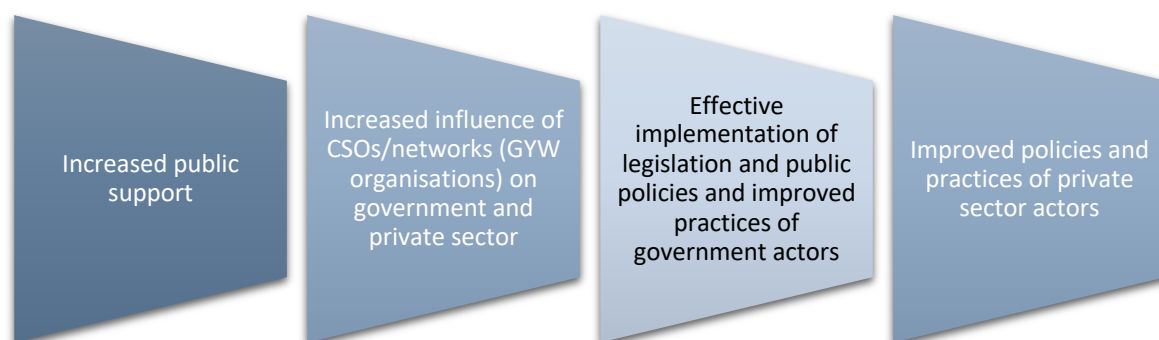 Increased public
support
Increased influence of
CSOs/networks (GYW
organisations) on
government and
private sector
Effective
implementation of
legislation and public
policies and improved
practices of
government actors
Improved policies and
practices of private
sector actors